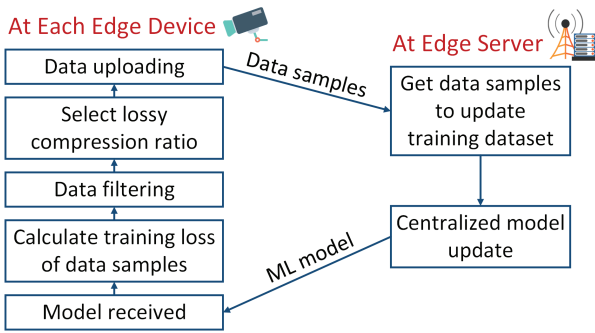 At Each Edge Device
Data uploading
Select lossy
compression ratio
Data filtering
Calculate training loss
of data samples
Model received
Data samples
ML model
At Edge Server
Get data samples
to update
training dataset
Centralized model
update